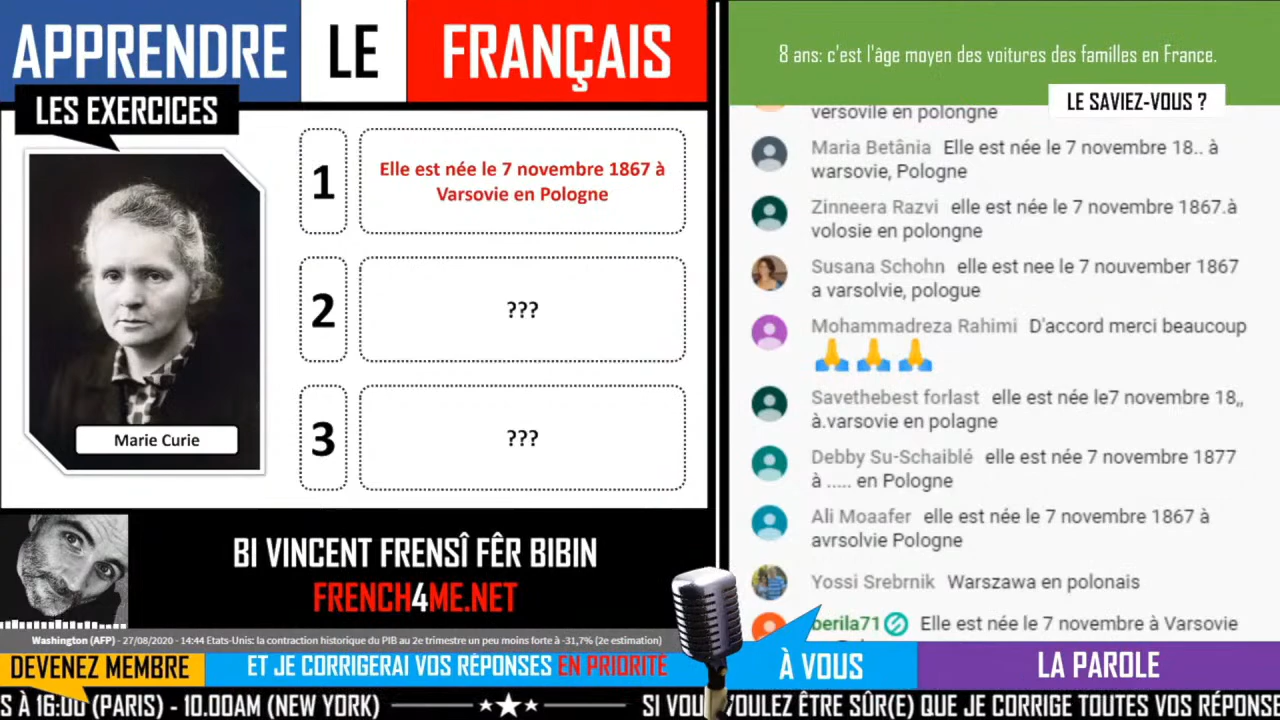 APPRENDRE LE FRANÇAIS
LES EXERCICES
Marie Curie
1
Elle est née le 7 novembre 1867 à
Varsovie en Pologne
2
???
3
???
BI VINCENT FRENSÎ FÊR BIBIN
FRENCH4ME.NET
Washington (AFP) - 27/08/2020 - 14:44 Etats-Unis: la contraction historique du PIB au 2e trimestre un peu moins forte à -31,7% (2e estimation)
DEVENEZ MEMBRE
ET JE CORRIGERAI VOS RÉPONSES EN PRIORITÉ
8 ans: c'est l'âge moyen des voitures des familles en France.
LE SAVIEZ-VOUS ?
versovile en polongne
Maria Betânia Elle est née le 7 novembre 18.. à
warsovie, Pologne
Zinneera Razvi elle est née le 7 novembre 1867.à
volosie en polongne
Susana Schohn elle est nee le 7 nouvember 1867
a varsolvie, pologue
Mohammadreza Rahimi D'accord merci beaucoup
🙏 🙏 🙏
Savethebest forlast elle est née le7 novembre 18,,
à.varsovie en polagne
Debby Su-Schaiblé elle est née 7 novembre 1877
à ..... en Pologne
Ali Moaafer elle est née le 7 novembre 1867 à
avrsolvie Pologne
Yossi Srebrnik Warszawa en polonais
berila71 Elle est née le 7 novembre à Varsovie
À VOUS
LA PAROLE
S À 16:00 (PARIS) - 10.00AM (NEW YORK) SI VOU OULEZ ÊTRE SÛR(E) QUE JE CORRIGE TOUTES VOS RÉPONSE